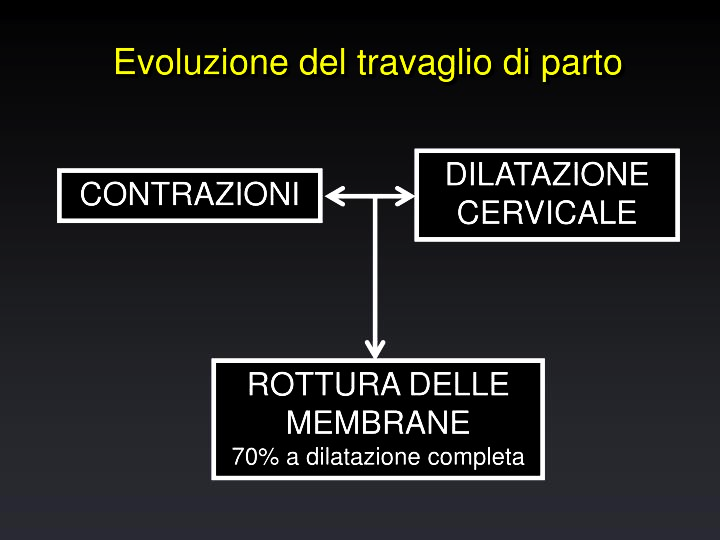 Evoluzione del travaglio di parto
CONTRAZIONI
DILATAZIONE
CERVICALE
ROTTURA DELLE
MEMBRANE
70% a dilatazione completa